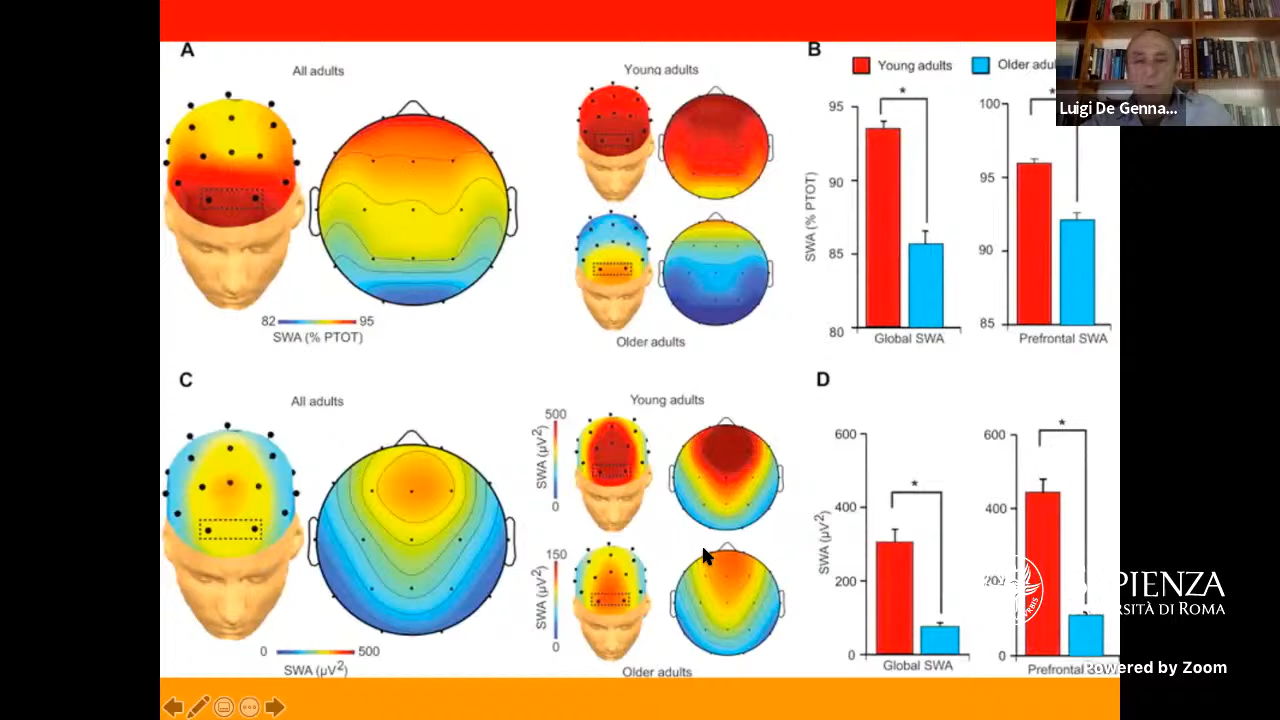 A
All adults
82
95
SWA (% PTOT)
Young adults
Older adults
B
Young adults
Older
SWA (% PTOT)
95
90
85
80
*
Global SWA
100
95
90
85
*
Prefrontal SWA
Luigi De Genna...
C
All adults
0
500
SWA (µV²)
Young adults
500
SWA (µV²)
0
150
SWA (µV²)
0
Older adults
D
SWA (µV²)
600
400
200
0
*
Global SWA
600
400
0
*
Prefrontal
PIENZA
RSITÀ DI ROMA
Powered by Zoom